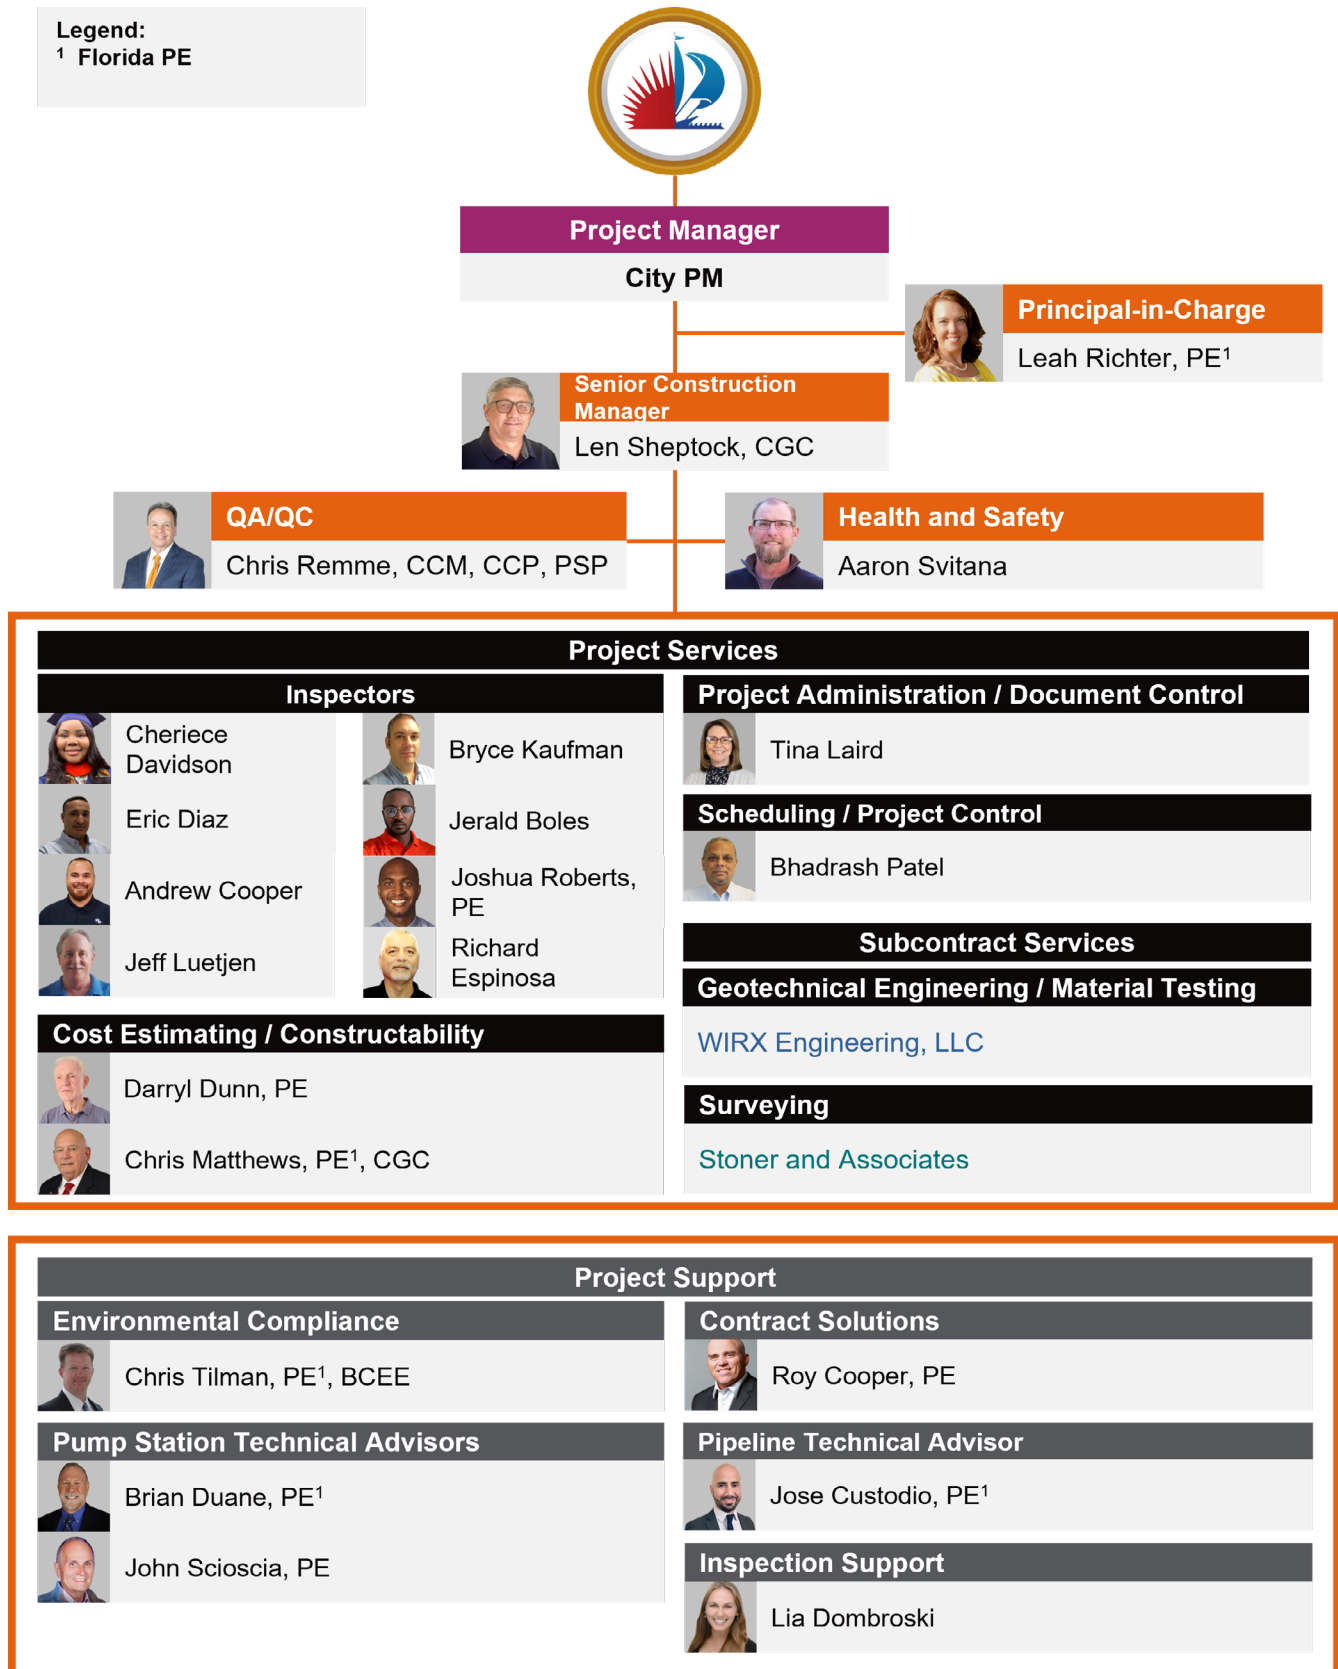 Legend:
¹ Florida PE
Project Manager
City PM
Principal-in-Charge
Leah Richter, PE¹
Senior Construction
Manager
Len Sheptock, CGC
QA/QC
Chris Remme, CCM, CCP, PSP
Health and Safety
Aaron Svitana
Project Services
Inspectors
Cheriece
Davidson
Bryce Kaufman
Eric Diaz
Jerald Boles
Andrew Cooper
Joshua Roberts,
PE
Jeff Luetjen
Richard
Espinosa
Cost Estimating / Constructability
Darryl Dunn, PE
Chris Matthews, PE¹, CGC
Project Administration / Document Control
Tina Laird
Scheduling / Project Control
Bhadrash Patel
Subcontract Services
Geotechnical Engineering / Material Testing
WIRX Engineering, LLC
Surveying
Stoner and Associates
Project Support
Environmental Compliance
Chris Tilman, PE¹, BCEE
Pump Station Technical Advisors
Brian Duane, PE¹
John Scioscia, PE
Contract Solutions
Roy Cooper, PE
Pipeline Technical Advisor
Jose Custodio, PE¹
Inspection Support
Lia Dombroski